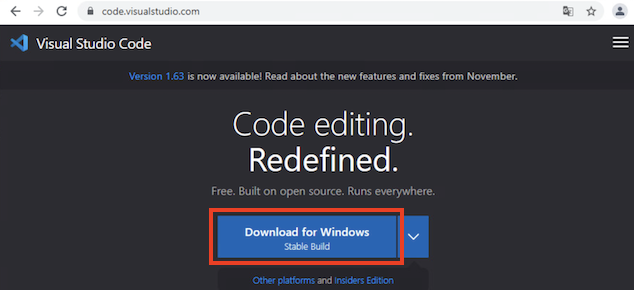 code.visualstudio.com
Visual Studio Code
Version 1.63 is now available! Read about the new features and fixes from November.
Code editing.
Redefined.
Free. Built on open source. Runs everywhere.
Download for Windows
Stable Build
Other platforms and Insiders Edition